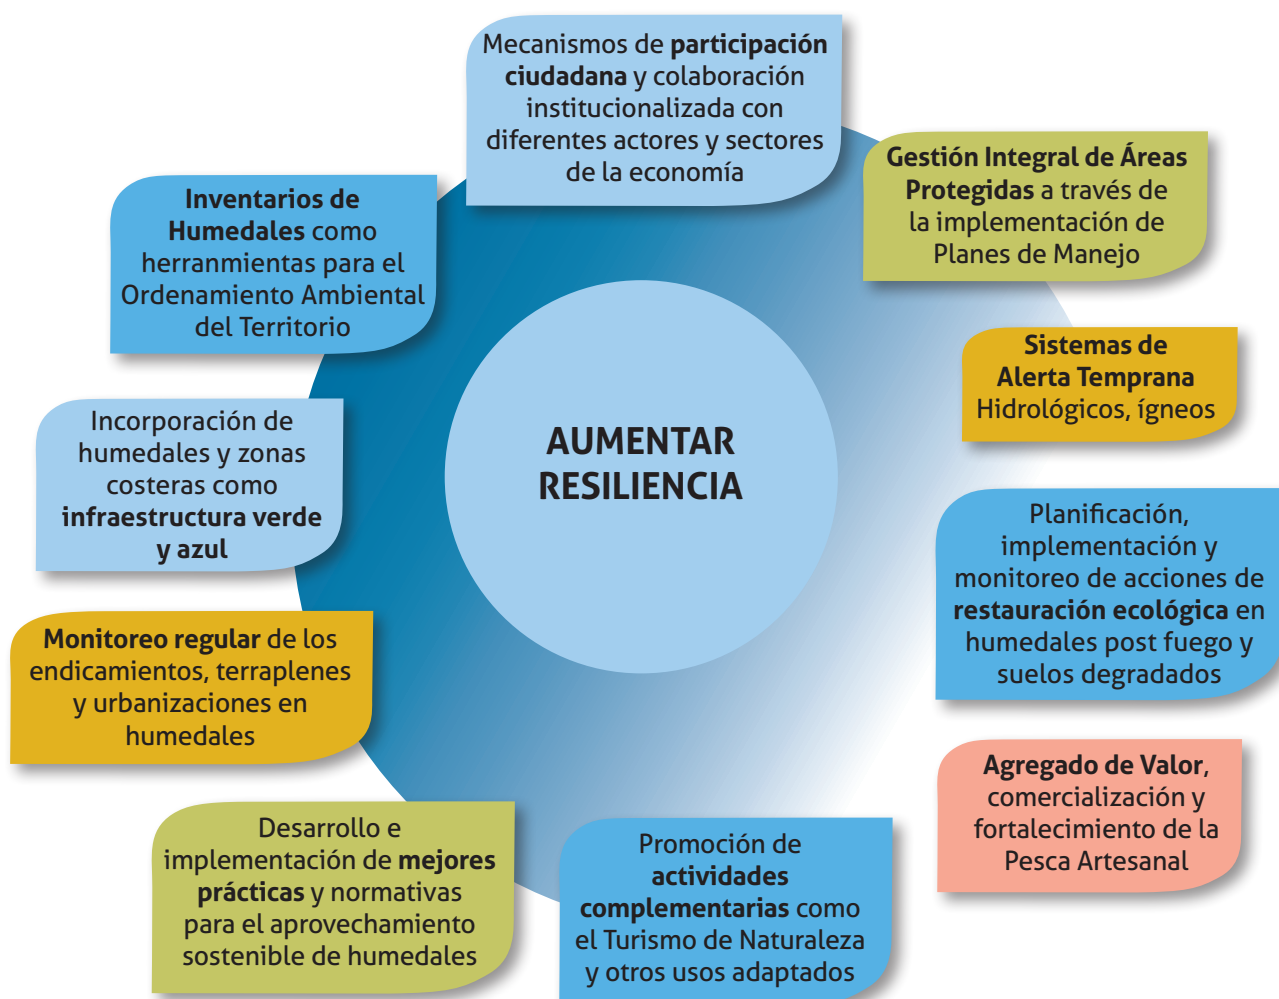 Mecanismos de participación
ciudadana y colaboración
institucionalizada con
diferentes actores y sectores
de la economía
Gestión Integral de Áreas
Protegidas a través de
la implementación de
Planes de Manejo
Sistemas de
Alerta Temprana
Hidrológicos, ígneos
Planificación,
implementación y
monitoreo de acciones de
restauración ecológica en
humedales post fuego y
suelos degradados
Agregado de Valor,
comercialización y
fortalecimiento de la
Pesca Artesanal
Promoción de
actividades
complementarias como
el Turismo de Naturaleza
y otros usos adaptados
Desarrollo e
implementación de mejores
prácticas y normativas
para el aprovechamiento
sostenible de humedales
Monitoreo regular de los
endicamientos, terraplenes
y urbanizaciones en
humedales
Incorporación de
humedales y zonas
costeras como
infraestructura verde
y azul
Inventarios de
Humedales como
herranmientas para el
Ordenamiento Ambiental
del Territorio
AUMENTAR
RESILIENCIA